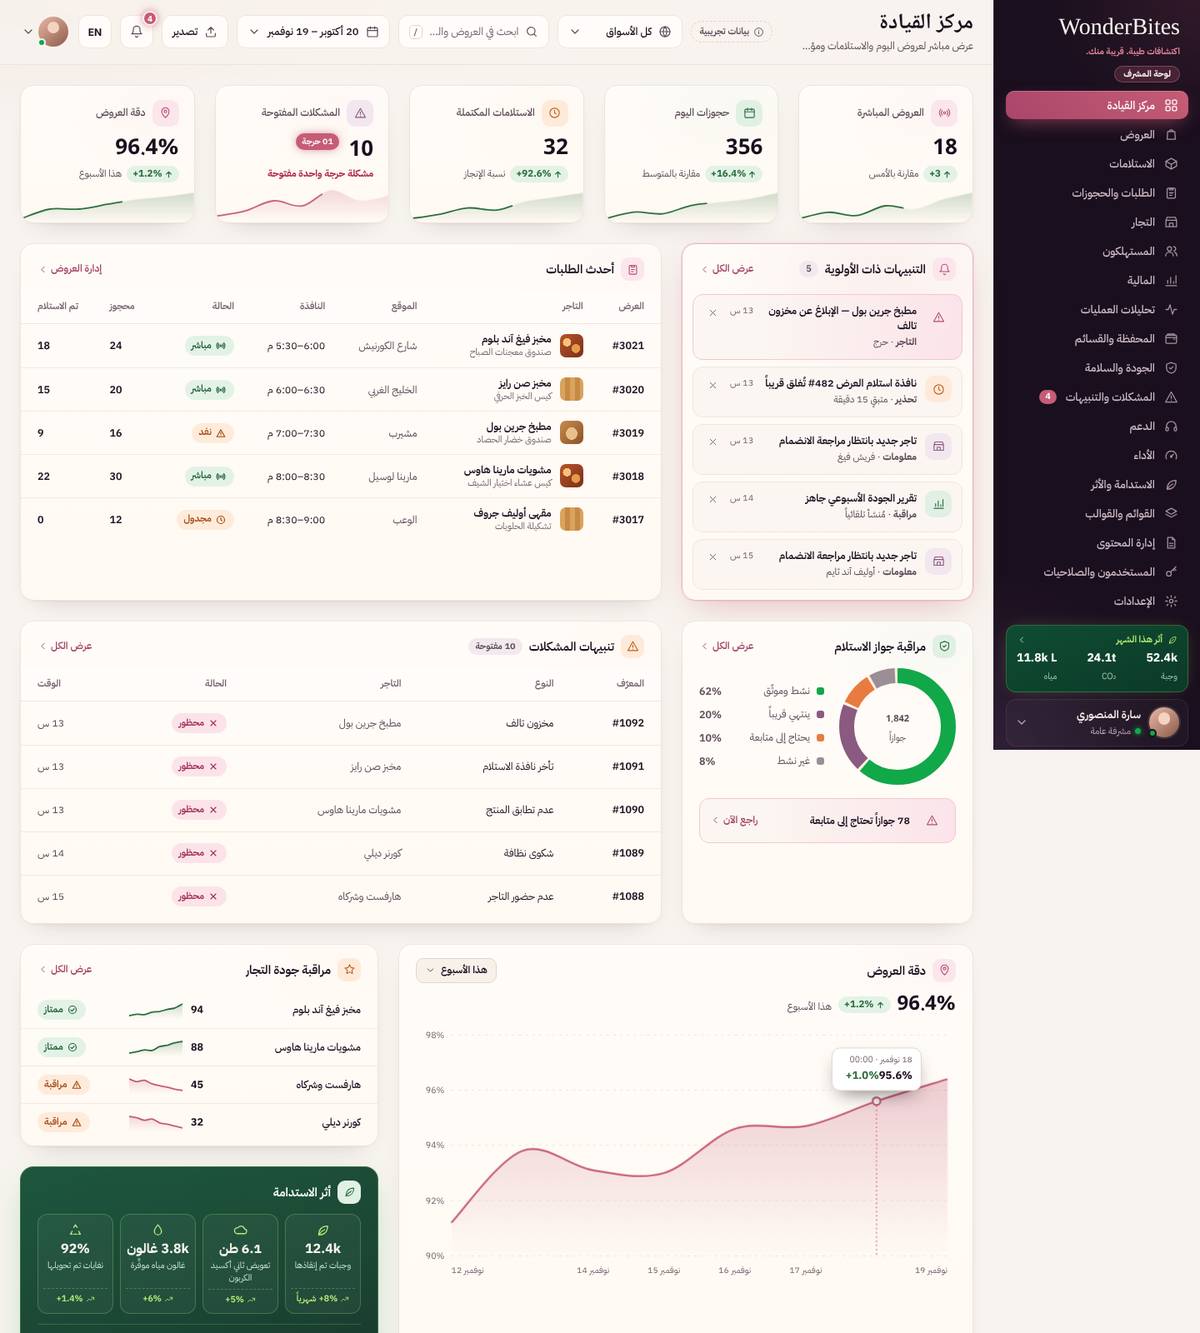 WonderBites
اكتشافات طيبة. قريبة منك.
لوحة المشرف
مركز القيادة
العروض
الاستلامات
الطلبات والحجوزات
التجار
المستهلكون
المالية
تحليلات العمليات
المحفظة والقسائم
الجودة والسلامة
المشكلات والتنبيهات 4
الدعم
الأداء
الاستدامة والأثر
القوائم والقوالب
إدارة المحتوى
المستخدمون والصلاحيات
الإعدادات
أثر هذا الشهر
52.4k 24.1t 11.8k L
وجبة CO₂ مياه
سارة المنصوري
مشرفة عامة
مركز القيادة
عرض مباشر لعروض اليوم والاستلامات ومؤ...
بيانات تجريبية
كل الأسواق
ابحث في العروض والـ... /
20 أكتوبر – 19 نوفمبر
تصدير
4
EN
العروض المباشرة
18
+3 مقارنة بالأمس
حجوزات اليوم
356
+16.4% مقارنة بالمتوسط
الاستلامات المكتملة
32
+92.6% نسبة الإنجاز
المشكلات المفتوحة
10 01 حرجة
مشكلة حرجة واحدة مفتوحة
دقة العروض
96.4%
+1.2% هذا الأسبوع
التنبيهات ذات الأولوية 5 عرض الكل
مطبخ جرين بول — الإبلاغ عن مخزون تالف 13 س
التاجر · حرج
نافذة استلام العرض #482 تُغلق قريباً 13 س
تحذير · متبقٍ 15 دقيقة
تاجر جديد بانتظار مراجعة الانضمام 13 س
معلومات · فريش فيغ
تقرير الجودة الأسبوعي جاهز 14 س
مراقبة · مُنشأ تلقائياً
تاجر جديد بانتظار مراجعة الانضمام 15 س
معلومات · أوليف آند ثايم
أحدث الطلبات إدارة العروض
العرض التاجر الموقع النافذة الحالة محجوز تم الاستلام
#3021 مخبز فيغ آند بلوم شارع الكورنيش 5:30–6:00 م مباشر 24 18
صندوق معجنات الصباح
#3020 مخبز صن رايز الخليج الغربي 6:00–6:30 م مباشر 20 15
كيس الخبز الحرفي
#3019 مطبخ جرين بول مشيرب 7:00–7:30 م نفد 16 9
صندوق خضار الحصاد
#3018 مشويات مارينا هاوس مارينا لوسيل 8:00–8:30 م مباشر 30 22
كيس عشاء اختيار الشيف
#3017 مقهى أوليف جروف الوعب 8:30–9:00 م مجدول 12 0
تشكيلة الحلويات
مراقبة جواز الاستلام عرض الكل
1,842
جوازاً
نشط وموثّق 62%
ينتهي قريباً 20%
يحتاج إلى متابعة 10%
غير نشط 8%
78 جوازاً تحتاج إلى متابعة راجع الآن
تنبيهات المشكلات 10 مفتوحة عرض الكل
المعرّف النوع التاجر الحالة الوقت
#1092 مخزون تالف مطبخ جرين بول محظور 13 س
#1091 تأخر نافذة الاستلام مخبز صن رايز محظور 13 س
#1090 عدم تطابق المنتج مشويات مارينا هاوس محظور 13 س
#1089 شكوى نظافة كورنر ديلي محظور 14 س
#1088 عدم حضور التاجر هارفست وشركاه محظور 15 س
دقة العروض هذا الأسبوع
96.4% +1.2% هذا الأسبوع
98%
96%
94%
92%
90%
18 نوفمبر · 00:00
+1.0%95.6%
12 نوفمبر 14 نوفمبر 15 نوفمبر 16 نوفمبر 17 نوفمبر 19 نوفمبر
مراقبة جودة التجار عرض الكل
مخبز فيغ آند بلوم 94 ممتاز
مشويات مارينا هاوس 88 ممتاز
هارفست وشركاه 45 مراقبة
كورنر ديلي 32 مراقبة
أثر الاستدامة
12.4k
وجبات تم إنقاذها
+8% شهرياً
6.1 طن
تعويض ثاني أكسيد الكربون
+5%
3.8k غالون
غالون مياه موفّرة
+6%
92%
نفايات تم تحويلها
+1.4%